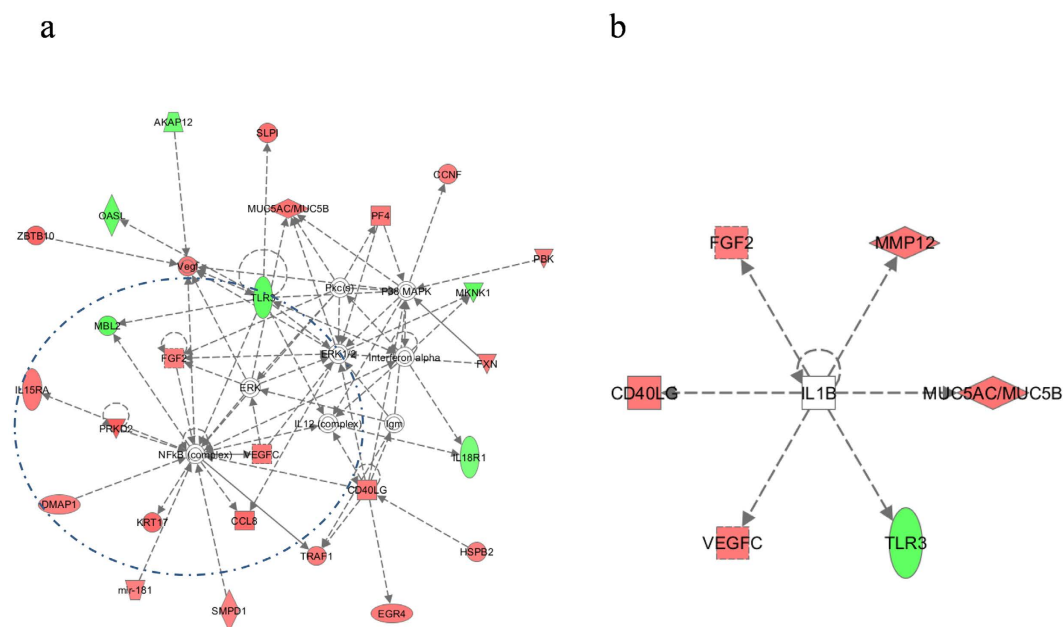 a
b
AKAP12
SLPI
CCNF
OASL
MUC5AC/MUC5B
PF4
ZBTB10
Vegf
PBK
TLR3
Pkc(s)
P38 MAPK
MKNK1
MBL2
FGF2
ERK1/2
Interferon alpha
FXN
IL15RA
ERK
PRKD2
IL12 (complex)
Igm
NFkB (complex)
VEGFC
IL18R1
CD40LG
DMAP1
KRT17
CCL8
TRAF1
HSPB2
mir-181
SMPD1
EGR4
FGF2
MMP12
CD40LG
IL1B
MUC5AC/MUC5B
VEGFC
TLR3